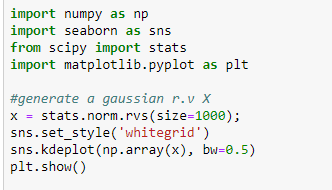 import numpy as np
import seaborn as sns
from scipy import stats
import matplotlib.pyplot as plt
#generate a gaussian r.v X
x = stats.norm.rvs(size=1000);
sns.set_style('whitegrid')
sns.kdeplot(np.array(x), bw=0.5)
plt.show()